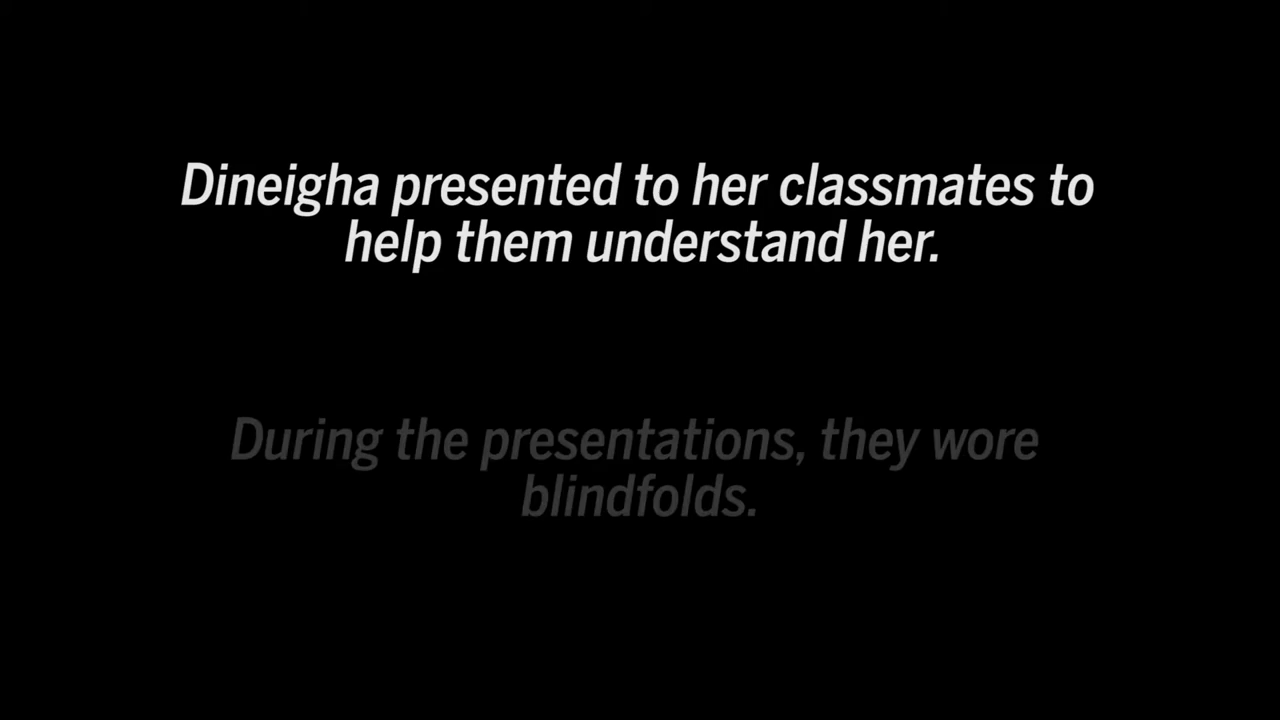 Dineigha presented to her classmates to
help them understand her.
During the presentations, they wore
blindfolds.